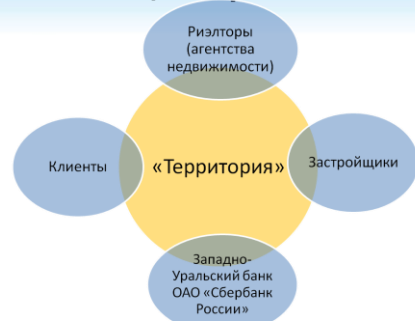 Риэлторы
(агентства
недвижимости)
Клиенты
«Территория»
Застройщики
Западно-
Уральский банк
ОАО «Сбербанк
России»